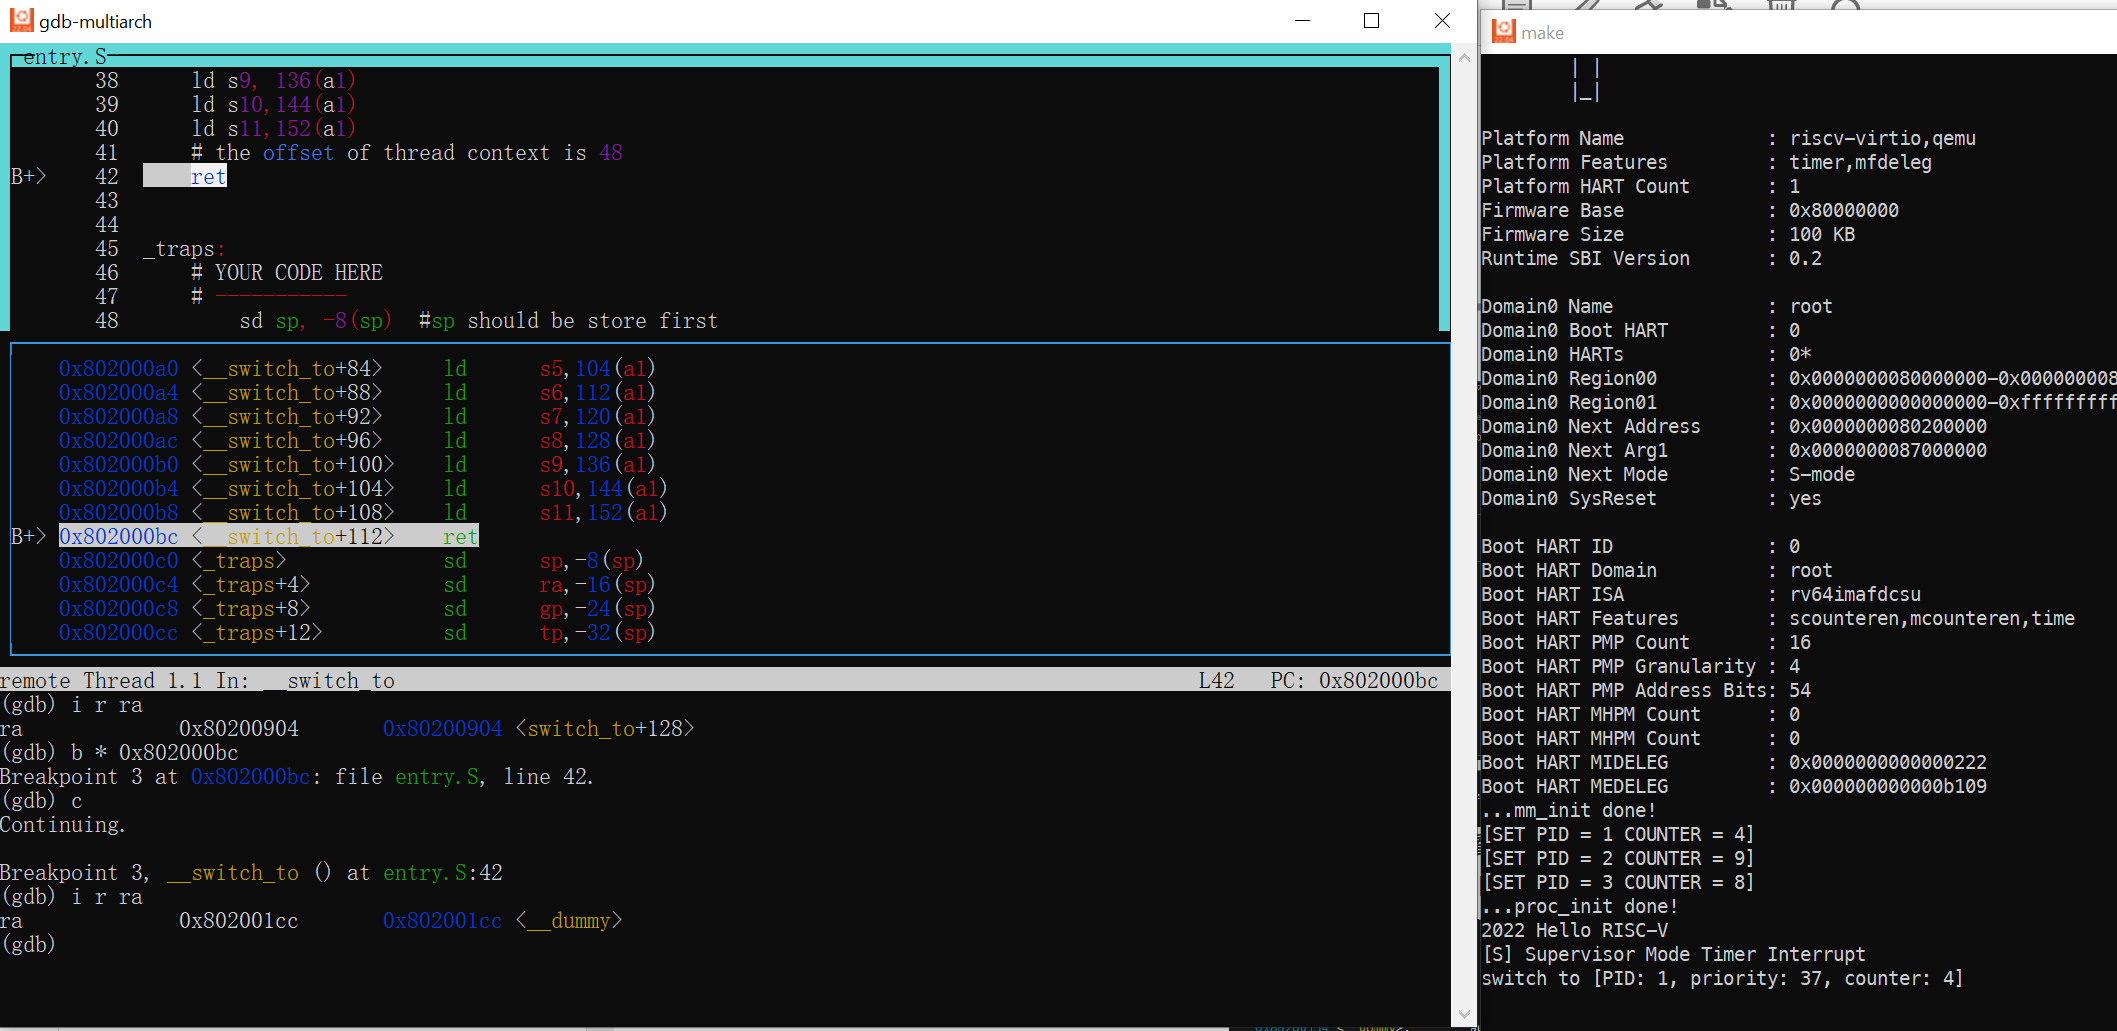 gdb-multiarch
entry.S
38 ld s9, 136(a1)
39 ld s10,144(a1)
40 ld s11,152(a1)
41 # the offset of thread context is 48
B+> 42 ret
43
44
45 _traps:
46 # YOUR CODE HERE
47 # -----------
48 sd sp, -8(sp) #sp should be store first
0x802000a0 <__switch_to+84> ld s5,104(a1)
0x802000a4 <__switch_to+88> ld s6,112(a1)
0x802000a8 <__switch_to+92> ld s7,120(a1)
0x802000ac <__switch_to+96> ld s8,128(a1)
0x802000b0 <__switch_to+100> ld s9,136(a1)
0x802000b4 <__switch_to+104> ld s10,144(a1)
0x802000b8 <__switch_to+108> ld s11,152(a1)
B+> 0x802000bc <__switch_to+112> ret
0x802000c0 <_traps> sd sp,-8(sp)
0x802000c4 <_traps+4> sd ra,-16(sp)
0x802000c8 <_traps+8> sd gp,-24(sp)
0x802000cc <_traps+12> sd tp,-32(sp)
remote Thread 1.1 In: __switch_to L42 PC: 0x802000bc
(gdb) i r ra
ra 0x80200904 0x80200904 <switch_to+128>
(gdb) b * 0x802000bc
Breakpoint 3 at 0x802000bc: file entry.S, line 42.
(gdb) c
Continuing.
Breakpoint 3, __switch_to () at entry.S:42
(gdb) i r ra
ra 0x802001cc 0x802001cc <__dummy>
(gdb)
make
| |
|_|
Platform Name : riscv-virtio,qemu
Platform Features : timer,mfdeleg
Platform HART Count : 1
Firmware Base : 0x80000000
Firmware Size : 100 KB
Runtime SBI Version : 0.2
Domain0 Name : root
Domain0 Boot HART : 0
Domain0 HARTs : 0*
Domain0 Region00 : 0x0000000080000000-0x000000008
Domain0 Region01 : 0x0000000000000000-0xfffffffff
Domain0 Next Address : 0x0000000080200000
Domain0 Next Arg1 : 0x0000000087000000
Domain0 Next Mode : S-mode
Domain0 SysReset : yes
Boot HART ID : 0
Boot HART Domain : root
Boot HART ISA : rv64imafdcsu
Boot HART Features : scounteren,mcounteren,time
Boot HART PMP Count : 16
Boot HART PMP Granularity : 4
Boot HART PMP Address Bits: 54
Boot HART MHPM Count : 0
Boot HART MHPM Count : 0
Boot HART MIDELEG : 0x0000000000000222
Boot HART MEDELEG : 0x000000000000b109
...mm_init done!
[SET PID = 1 COUNTER = 4]
[SET PID = 2 COUNTER = 9]
[SET PID = 3 COUNTER = 8]
...proc_init done!
2022 Hello RISC-V
[S] Supervisor Mode Timer Interrupt
switch to [PID: 1, priority: 37, counter: 4]